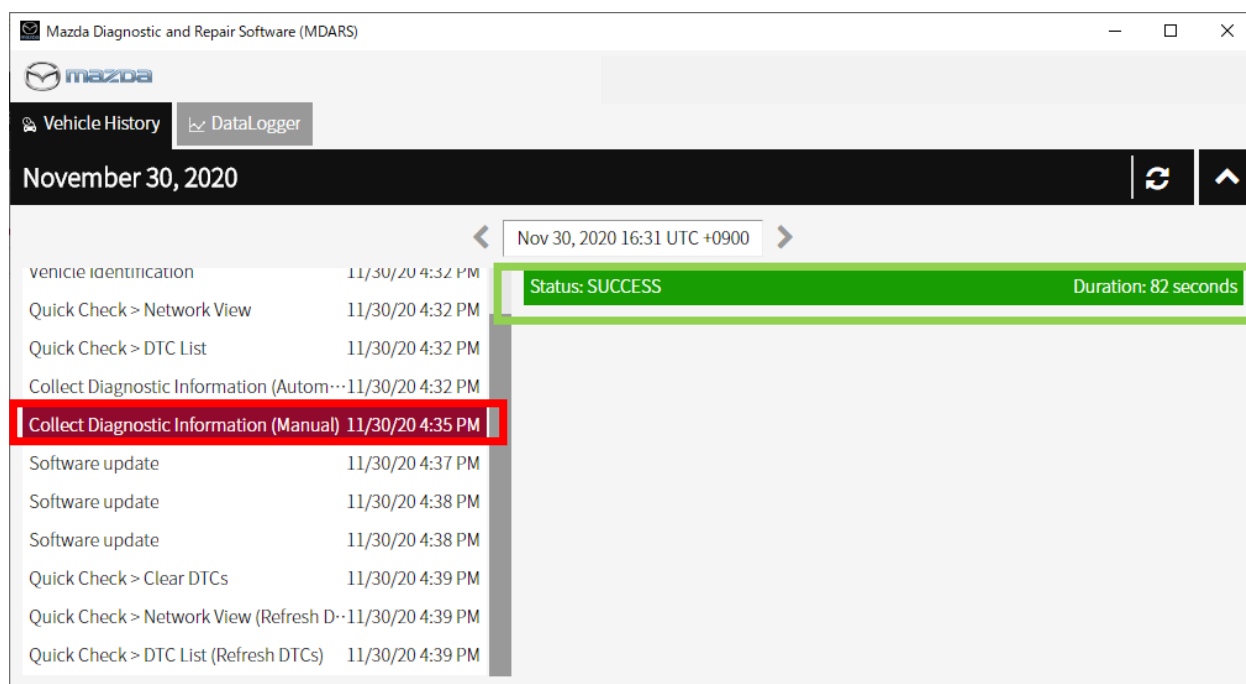 Mazda Diagnostic and Repair Software (MDARS)
mazda
Vehicle History
DataLogger
November 30, 2020
Nov 30, 2020 16:31 UTC +0900
Vehicle Identification 11/30/20 4:32 PM
Status: SUCCESS Duration: 82 seconds
Quick Check > Network View 11/30/20 4:32 PM
Quick Check > DTC List 11/30/20 4:32 PM
Collect Diagnostic Information (Autom··· 11/30/20 4:32 PM
Collect Diagnostic Information (Manual) 11/30/20 4:35 PM
Software update 11/30/20 4:37 PM
Software update 11/30/20 4:38 PM
Software update 11/30/20 4:38 PM
Quick Check > Clear DTCs 11/30/20 4:39 PM
Quick Check > Network View (Refresh D·· 11/30/20 4:39 PM
Quick Check > DTC List (Refresh DTCs) 11/30/20 4:39 PM